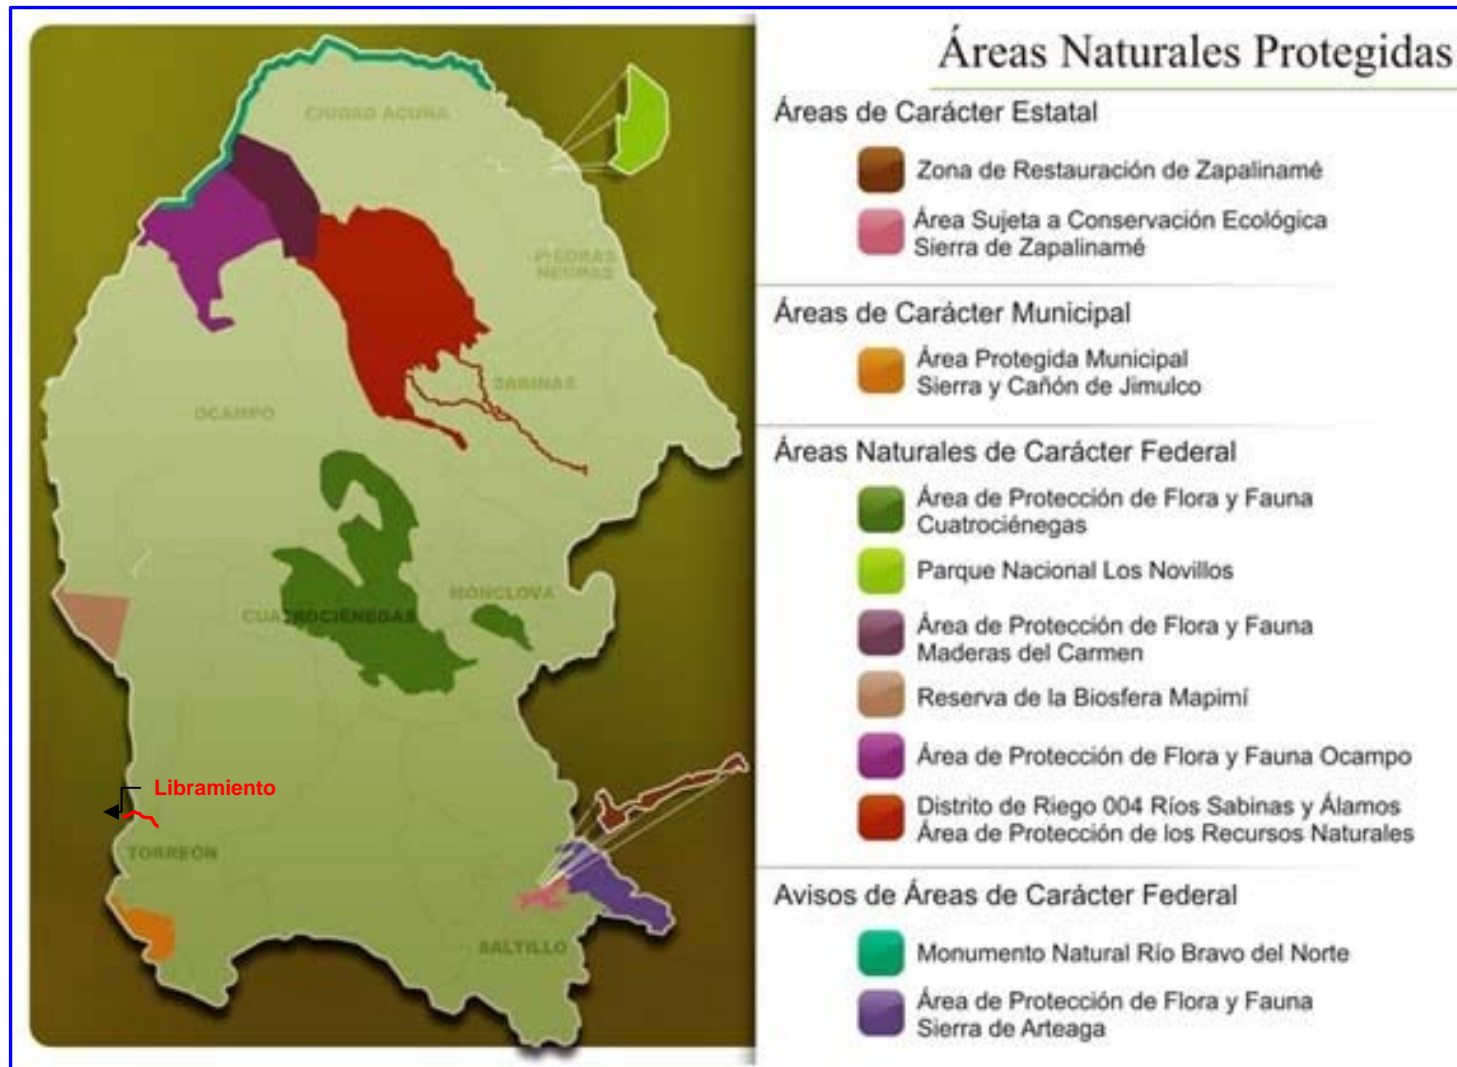 Áreas Naturales Protegidas
Áreas de Carácter Estatal
Zona de Restauración de Zapalinamé
Área Sujeta a Conservación Ecológica
Sierra de Zapalinamé
Áreas de Carácter Municipal
Área Protegida Municipal
Sierra y Cañón de Jimulco
Áreas Naturales de Carácter Federal
Área de Protección de Flora y Fauna
Cuatrociénegas
Parque Nacional Los Novillos
Área de Protección de Flora y Fauna
Maderas del Carmen
Reserva de la Biosfera Mapimí
Área de Protección de Flora y Fauna Ocampo
Distrito de Riego 004 Ríos Sabinas y Álamos
Área de Protección de los Recursos Naturales
Avisos de Áreas de Carácter Federal
Monumento Natural Río Bravo del Norte
Área de Protección de Flora y Fauna
Sierra de Arteaga
CIUDAD ACUÑA
PIEDRAS
NEGRAS
SABINAS
OCAMPO
MONCLOVA
CUATROCIÉNEGAS
Libramiento
TORREÓN
SALTILLO